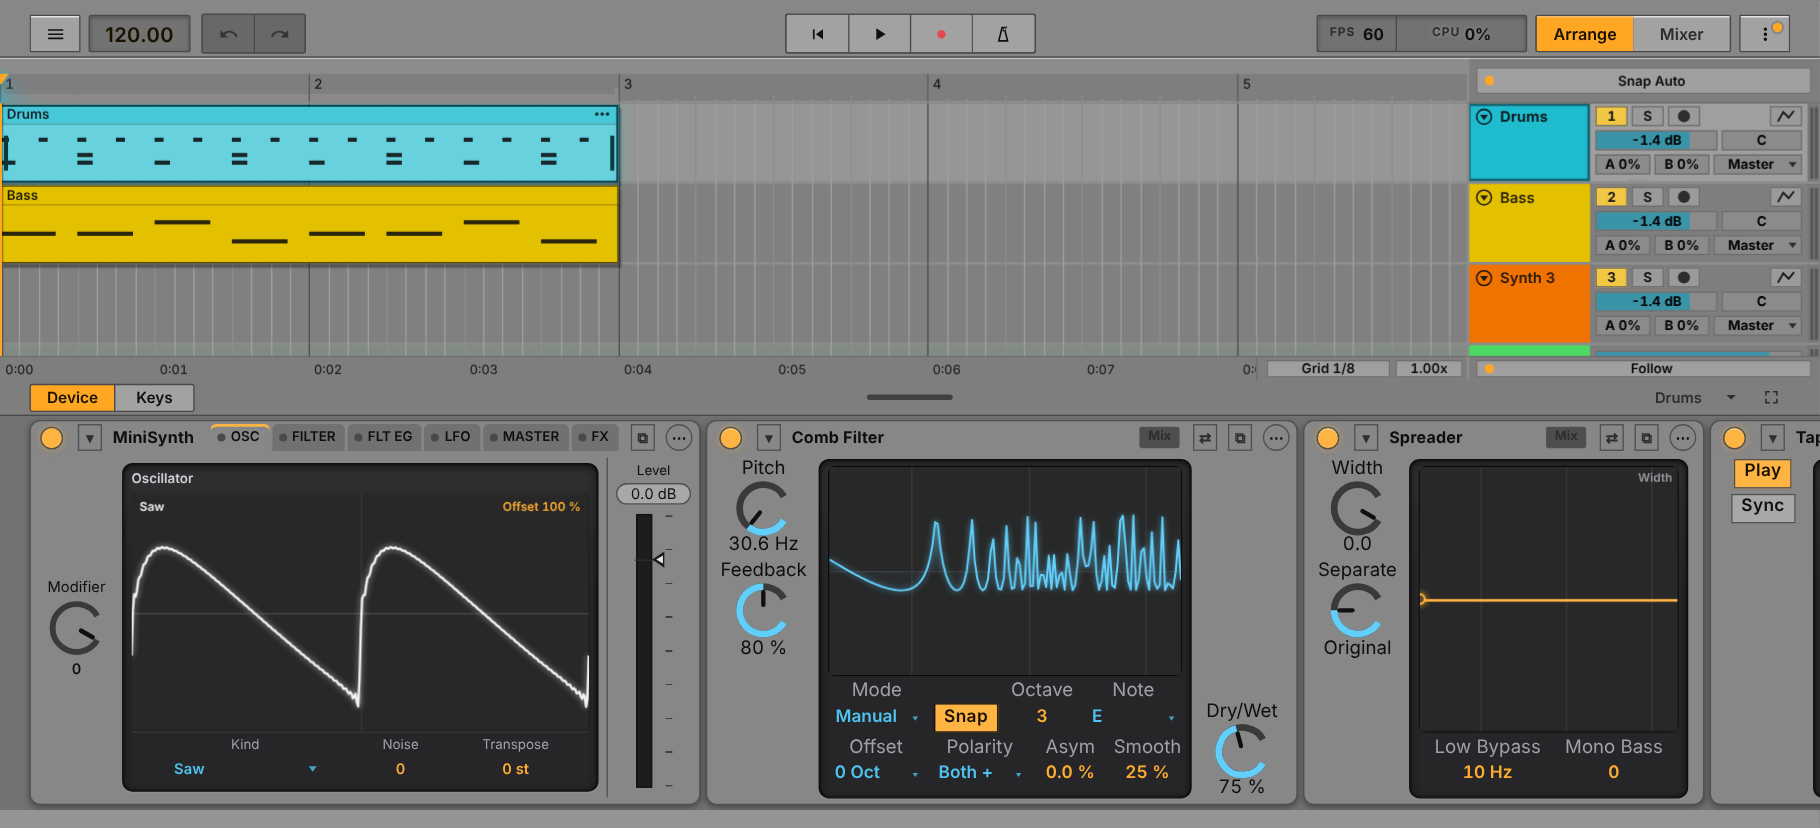 120.00
FPS 60 CPU 0% Arrange Mixer
1 2 3 4 5 Snap Auto
Drums
Drums 1 S
-1.4 dB C
A 0% B 0% Master
Bass
Bass 2 S
-1.4 dB C
A 0% B 0% Master
Synth 3 3 S
-1.4 dB C
A 0% B 0% Master
0:00 0:01 0:02 0:03 0:04 0:05 0:06 0:07 Grid 1/8 1.00x Follow
Device Keys Drums
MiniSynth OSC FILTER FLT EG LFO MASTER FX
Oscillator
Saw Offset 100 %
Modifier
0
Kind Noise Transpose
Saw 0 0 st
Level
0.0 dB
Comb Filter Mix
Pitch
30.6 Hz
Feedback
80 %
Mode Octave Note
Manual Snap 3 E
Offset Polarity Asym Smooth
0 Oct Both + 0.0 % 25 %
Dry/Wet
75 %
Spreader Mix
Width
0.0
Separate
Original
Width
Low Bypass Mono Bass
10 Hz 0
Play
Sync